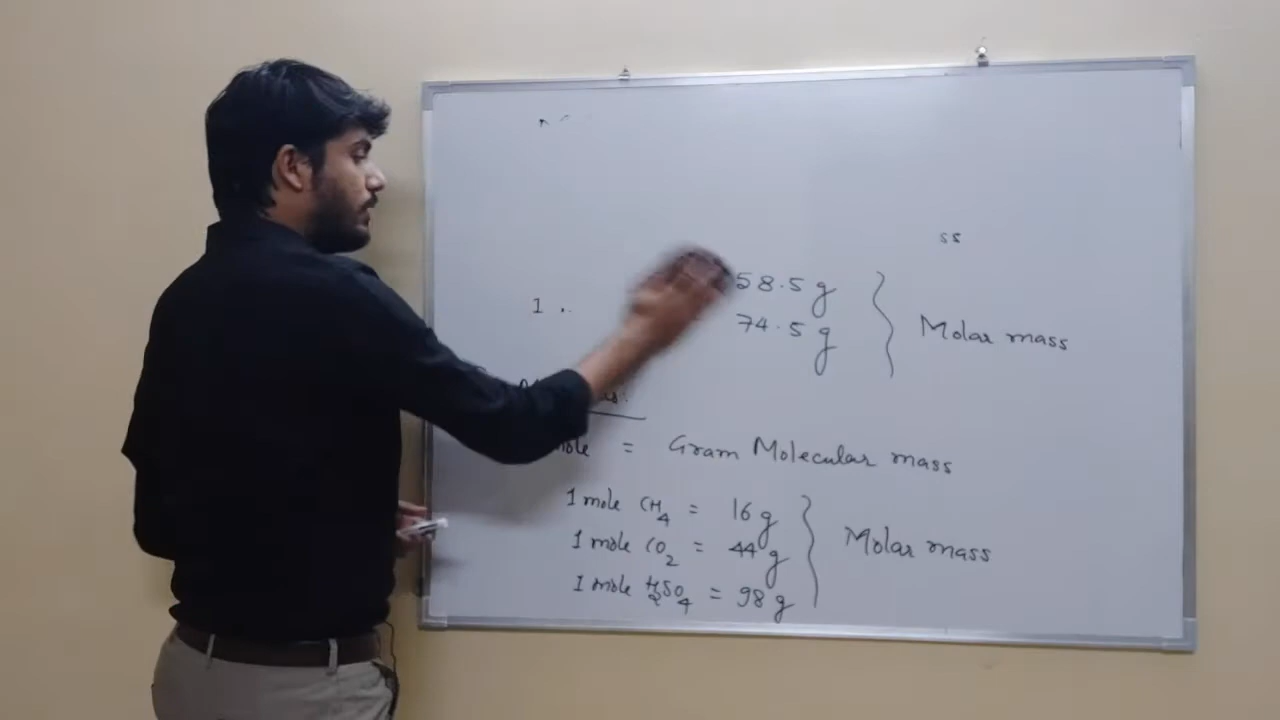 ss
1 58.5 g
74.5 g
Molar mass
mole = Gram Molecular mass
1 mole CH4 = 16 g
1 mole CO2 = 44 g
Molar mass
1 mole H2SO4 = 98 g